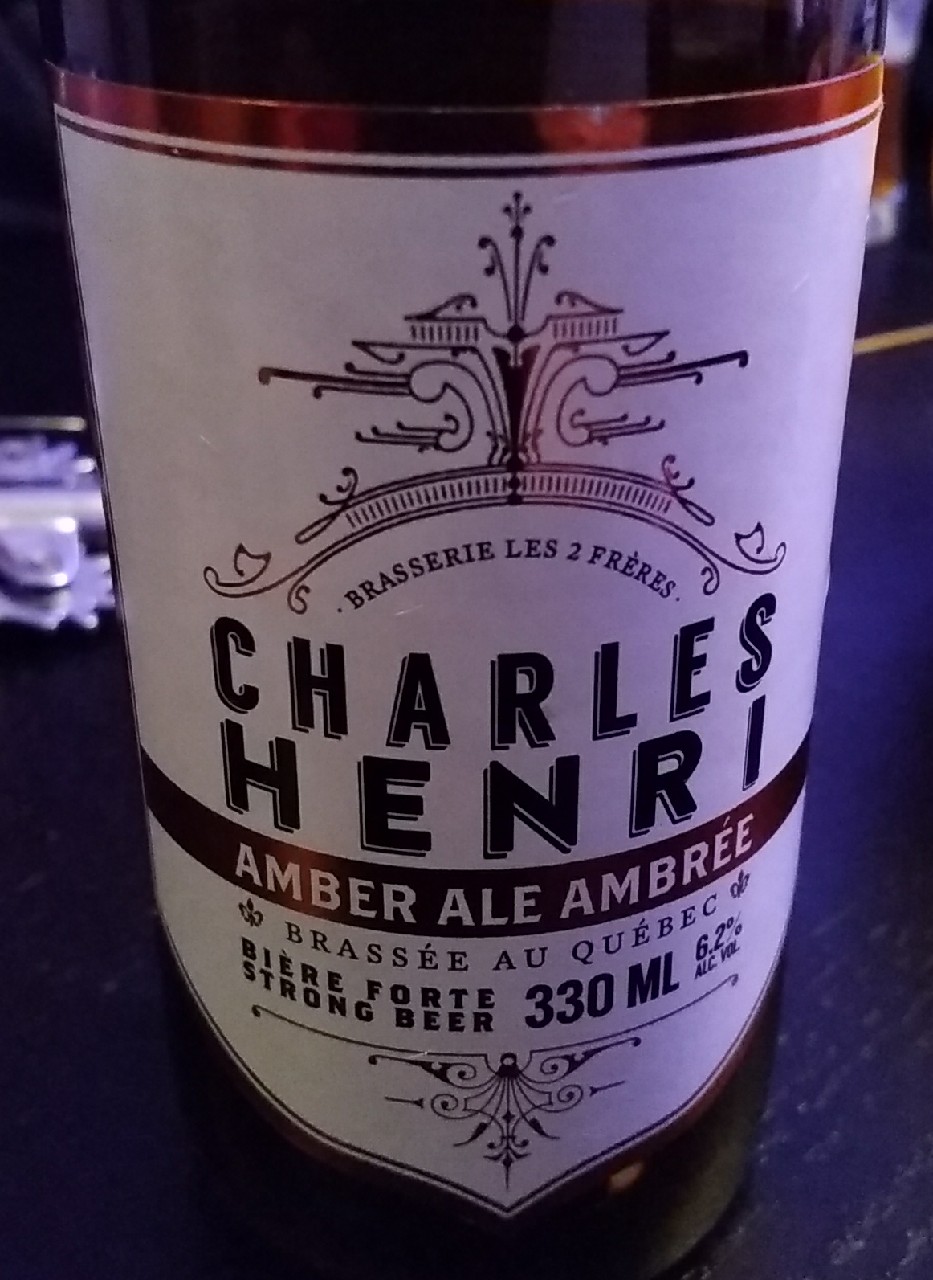 · BRASSERIE LES 2 FRÈRES ·
CHARLES
HENRI
AMBER ALE AMBRÉE
BRASSÉE AU QUÉBEC
BIÈRE FORTE
STRONG BEER
330 ML
6.2%
ALC. VOL.